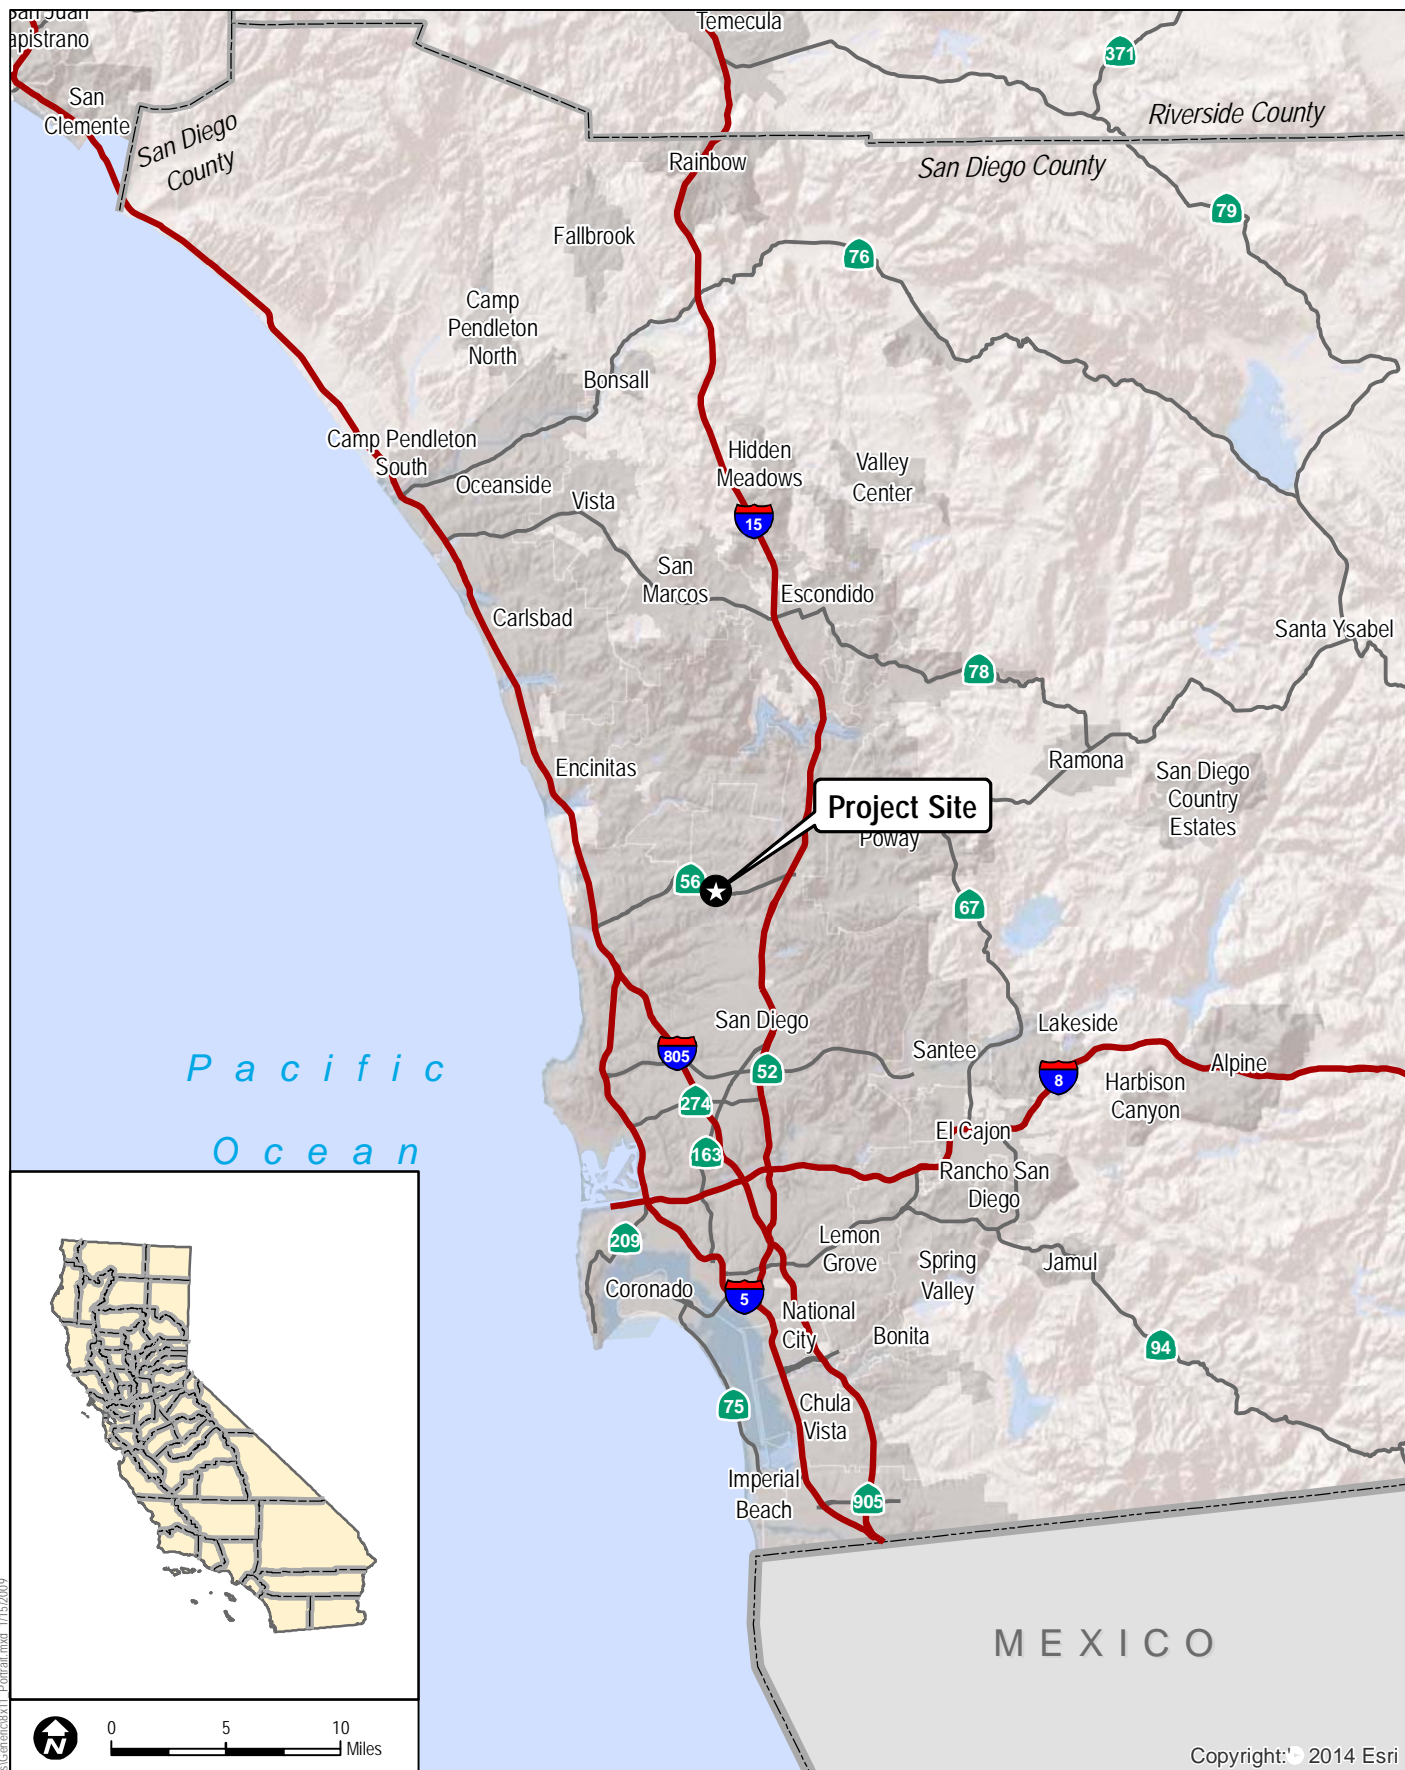 San Juan
apistrano
Temecula
371
San
Clemente
San Diego
County
Riverside County
San Diego County
Rainbow
79
Fallbrook
76
Camp
Pendleton
North
Bonsall
Camp Pendleton
South
Hidden
Meadows
Valley
Center
Oceanside
Vista
15
San
Marcos
Escondido
Carlsbad
Santa Ysabel
78
Encinitas
Ramona
San Diego
Country
Estates
Project Site
Poway
56
67
San Diego
Lakeside
Santee
805
52
8
Alpine
Harbison
Canyon
Pacific
Ocean
274
163
El Cajon
Rancho San
Diego
209
Lemon
Grove
Spring
Valley
Jamul
Coronado
5
National
City
Bonita
94
75
Chula
Vista
Imperial
Beach
905
MEXICO
N
0 5 10
Miles
Copyright: 2014 Esri